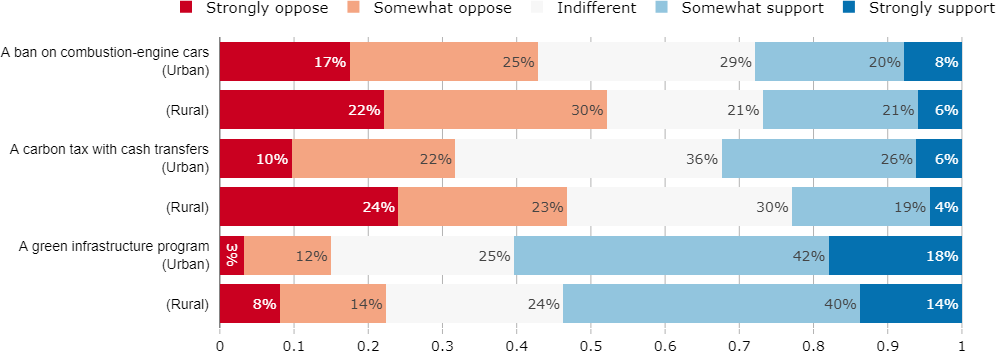 Strongly oppose Somewhat oppose Indifferent Somewhat support Strongly support
A ban on combustion-engine cars
(Urban)
17% 25% 29% 20% 8%
(Rural) 22% 30% 21% 21% 6%
A carbon tax with cash transfers
(Urban)
10% 22% 36% 26% 6%
(Rural) 24% 23% 30% 19% 4%
A green infrastructure program
(Urban)
3% 12% 25% 42% 18%
(Rural) 8% 14% 24% 40% 14%
0 0.1 0.2 0.3 0.4 0.5 0.6 0.7 0.8 0.9 1